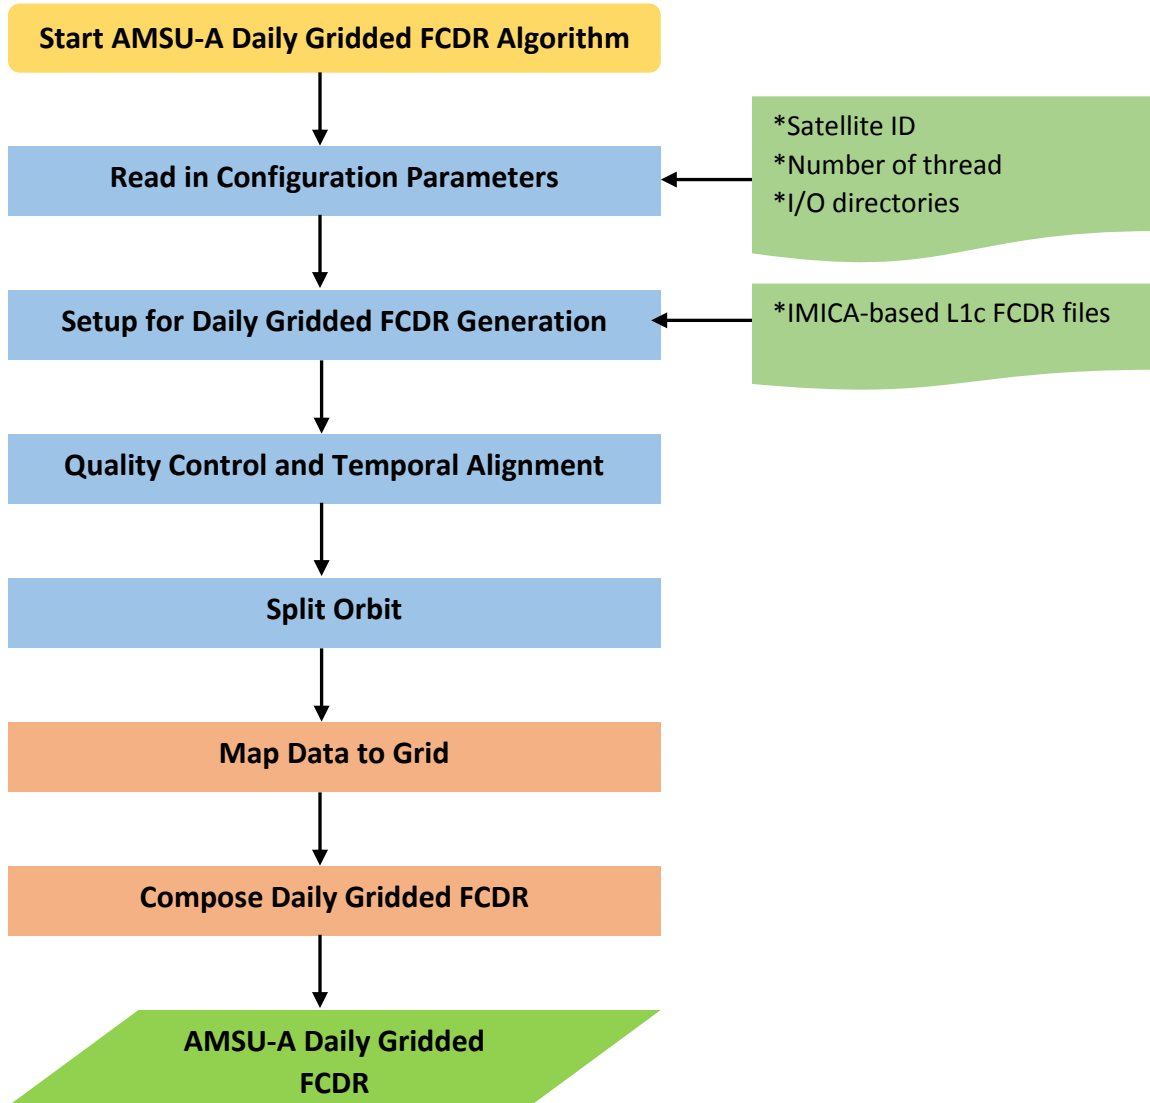 Start AMSU-A Daily Gridded FCDR Algorithm
*Satellite ID
*Number of thread
*I/O directories
Read in Configuration Parameters
*IMICA-based L1c FCDR files
Setup for Daily Gridded FCDR Generation
Quality Control and Temporal Alignment
Split Orbit
Map Data to Grid
Compose Daily Gridded FCDR
AMSU-A Daily Gridded
FCDR